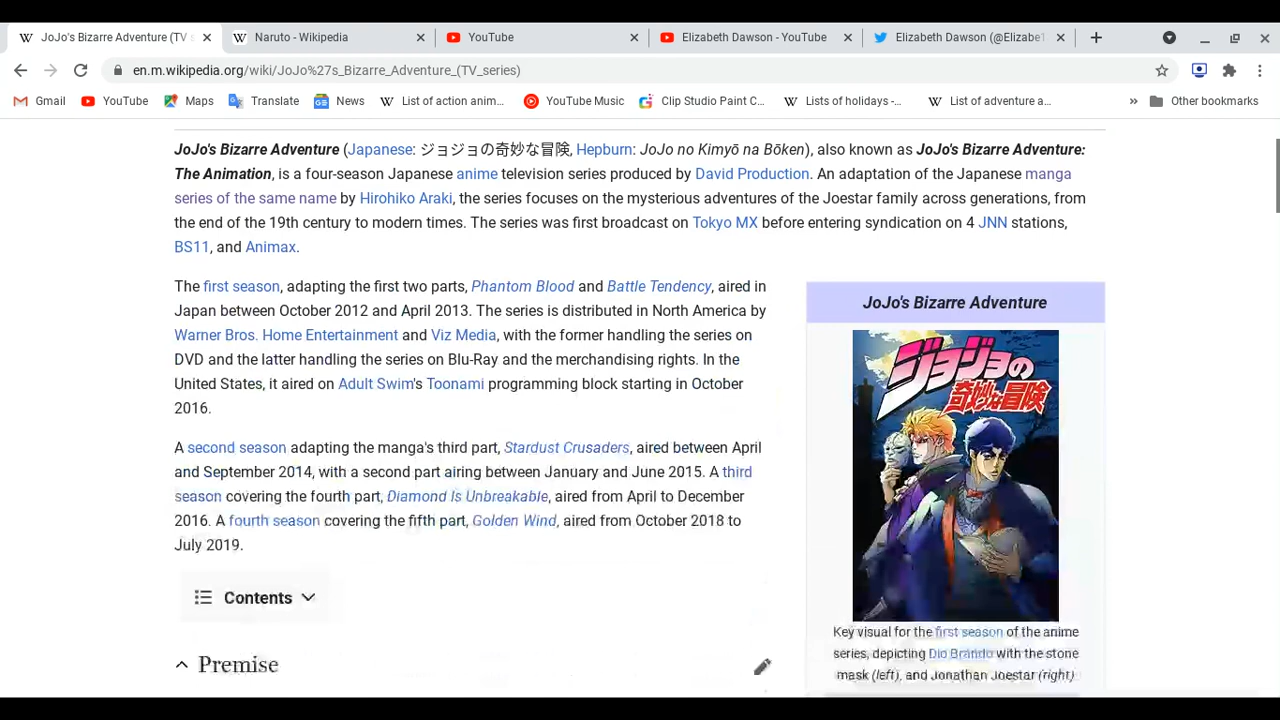 JoJo's Bizarre Adventure (TV s
Naruto - Wikipedia
YouTube
Elizabeth Dawson - YouTube
Elizabeth Dawson (@Elizabe1
en.m.wikipedia.org/wiki/JoJo%27s_Bizarre_Adventure_(TV_series)
Gmail
YouTube
Maps
Translate
News
List of action anim...
YouTube Music
Clip Studio Paint C...
Lists of holidays -...
List of adventure a...
Other bookmarks
JoJo's Bizarre Adventure (Japanese: ジョジョの奇妙な冒険, Hepburn: JoJo no Kimyō na Bōken), also known as JoJo's Bizarre Adventure:
The Animation, is a four-season Japanese anime television series produced by David Production. An adaptation of the Japanese manga
series of the same name by Hirohiko Araki, the series focuses on the mysterious adventures of the Joestar family across generations, from
the end of the 19th century to modern times. The series was first broadcast on Tokyo MX before entering syndication on 4 JNN stations,
BS11, and Animax.
The first season, adapting the first two parts, Phantom Blood and Battle Tendency, aired in
Japan between October 2012 and April 2013. The series is distributed in North America by
Warner Bros. Home Entertainment and Viz Media, with the former handling the series on
DVD and the latter handling the series on Blu-Ray and the merchandising rights. In the
United States, it aired on Adult Swim's Toonami programming block starting in October
2016.
A second season adapting the manga's third part, Stardust Crusaders, aired between April
and September 2014, with a second part airing between January and June 2015. A third
season covering the fourth part, Diamond Is Unbreakable, aired from April to December
2016. A fourth season covering the fifth part, Golden Wind, aired from October 2018 to
July 2019.
Contents
Premise
JoJo's Bizarre Adventure
ジョジョの
奇妙な冒険
Key visual for the first season of the anime
series, depicting Dio Brando with the stone
mask (left), and Jonathan Joestar (right)